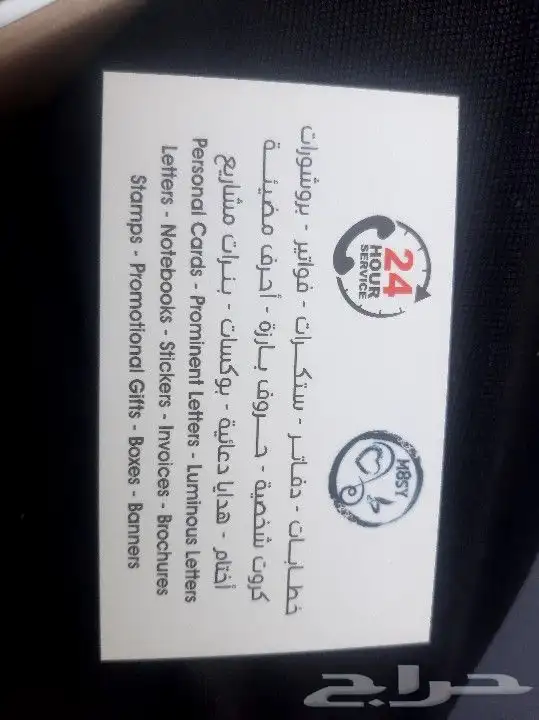 24
HOUR
SERVICE
M8SY
خطابات - دفاتر - ستكرات - فواتير - بروشورات
كروت شخصية - حروف بارزة - أحرف مضيئة
أختام - هدايا دعائية - بوكسات - بنرات مشاريع
Personal Cards - Prominent Letters - Luminous Letters
Letters - Notebooks - Stickers - Invoices - Brochures
Stamps - Promotional Gifts - Boxes - Banners
حراج